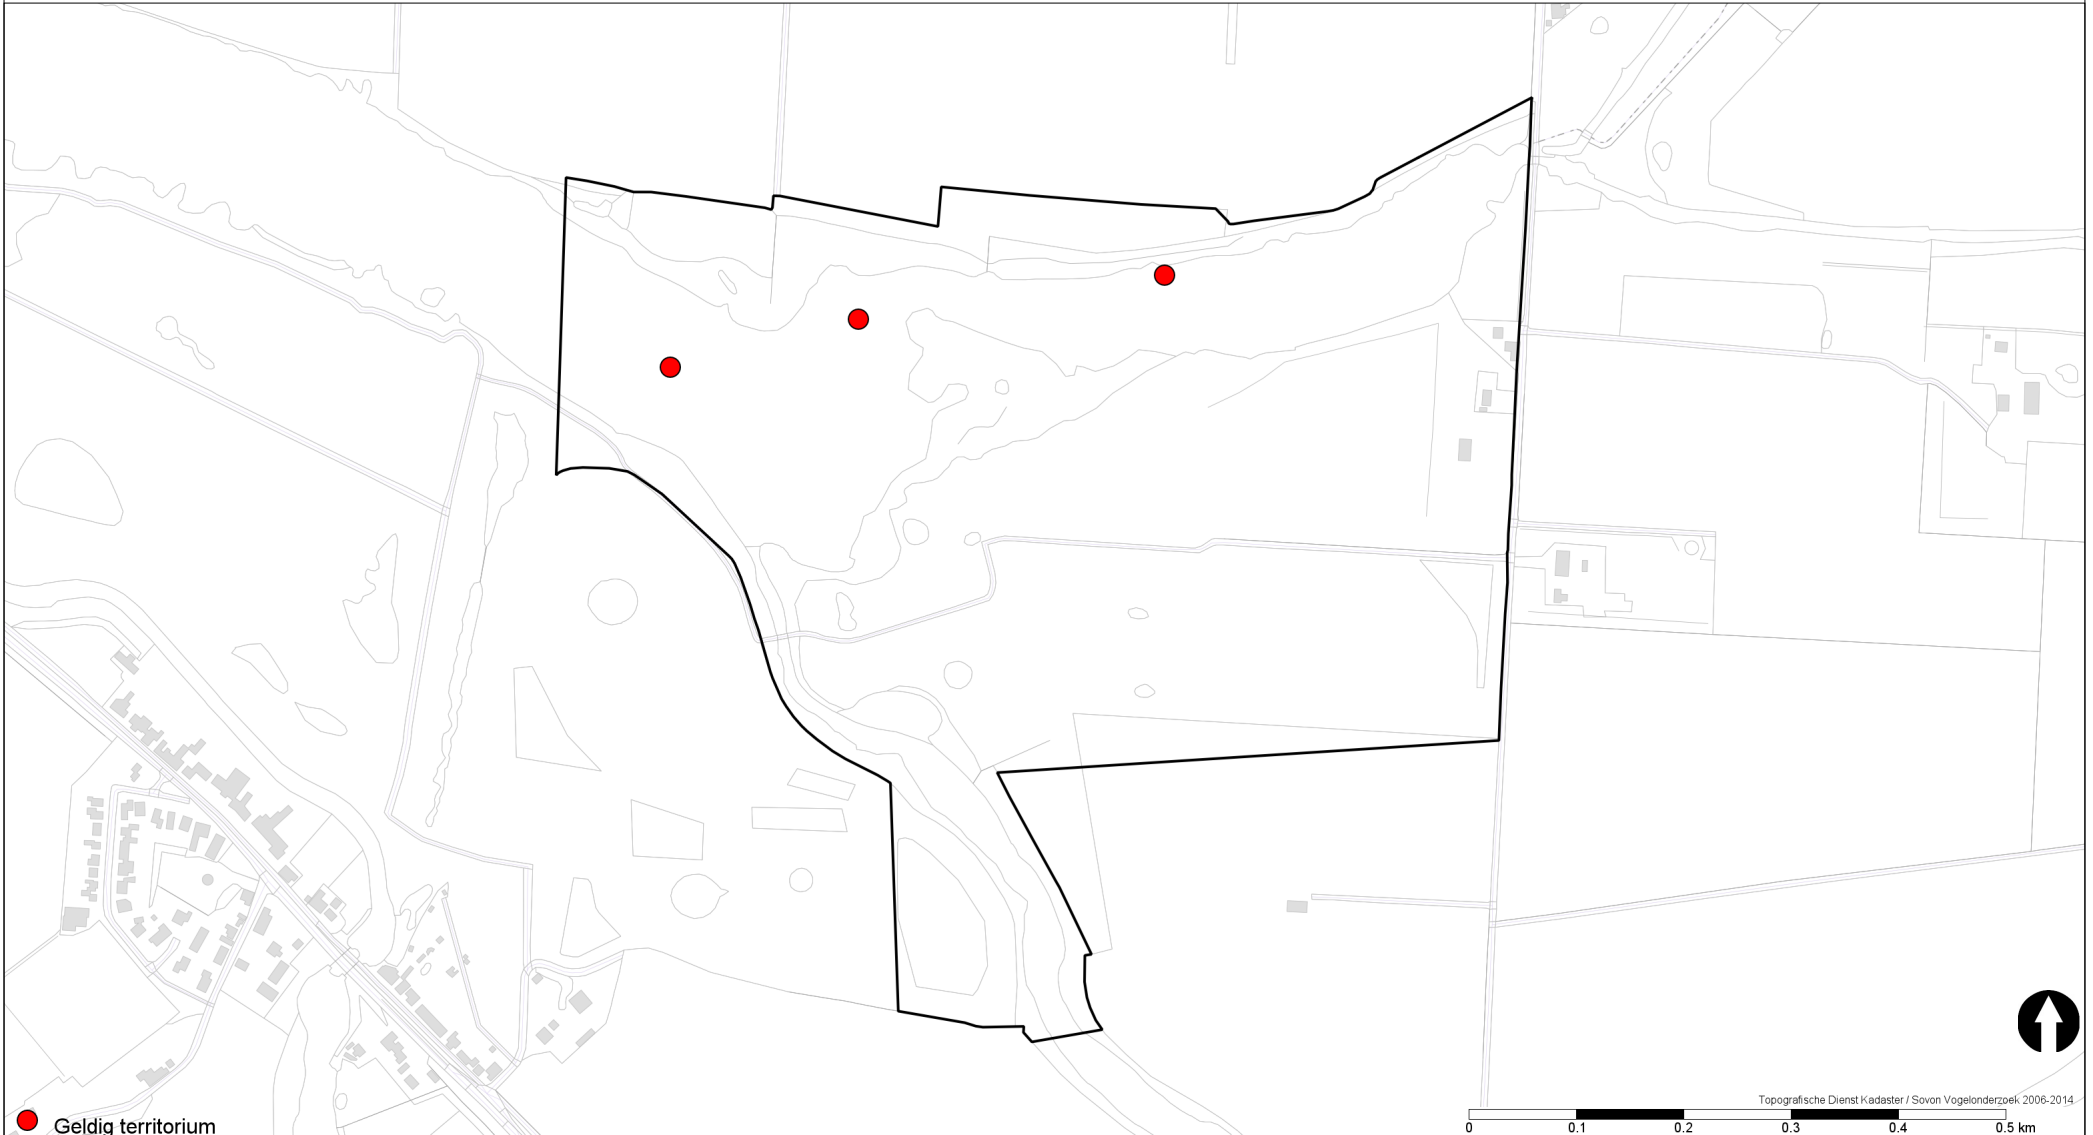 Topografische Dienst Kadaster / Sovon Vogelonderzoek 2006-2014
Geldig territorium
0 0.1 0.2 0.3 0.4 0.5 km